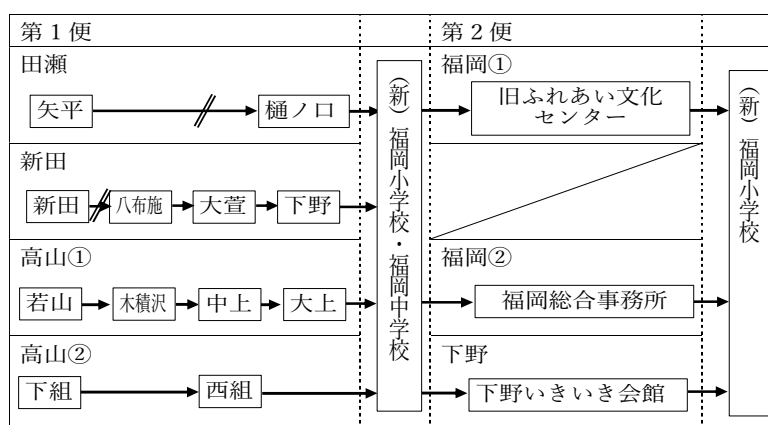 第1便
第2便
田瀬
矢平
樋ノ口
新田
新田
八布施
大萱
下野
高山①
若山
木積沢
中上
大上
高山②
下組
西組
（新）福岡小学校・福岡中学校
福岡①
旧ふれあい文化
センター
福岡②
福岡総合事務所
下野
下野いきいき会館
（新）福岡小学校